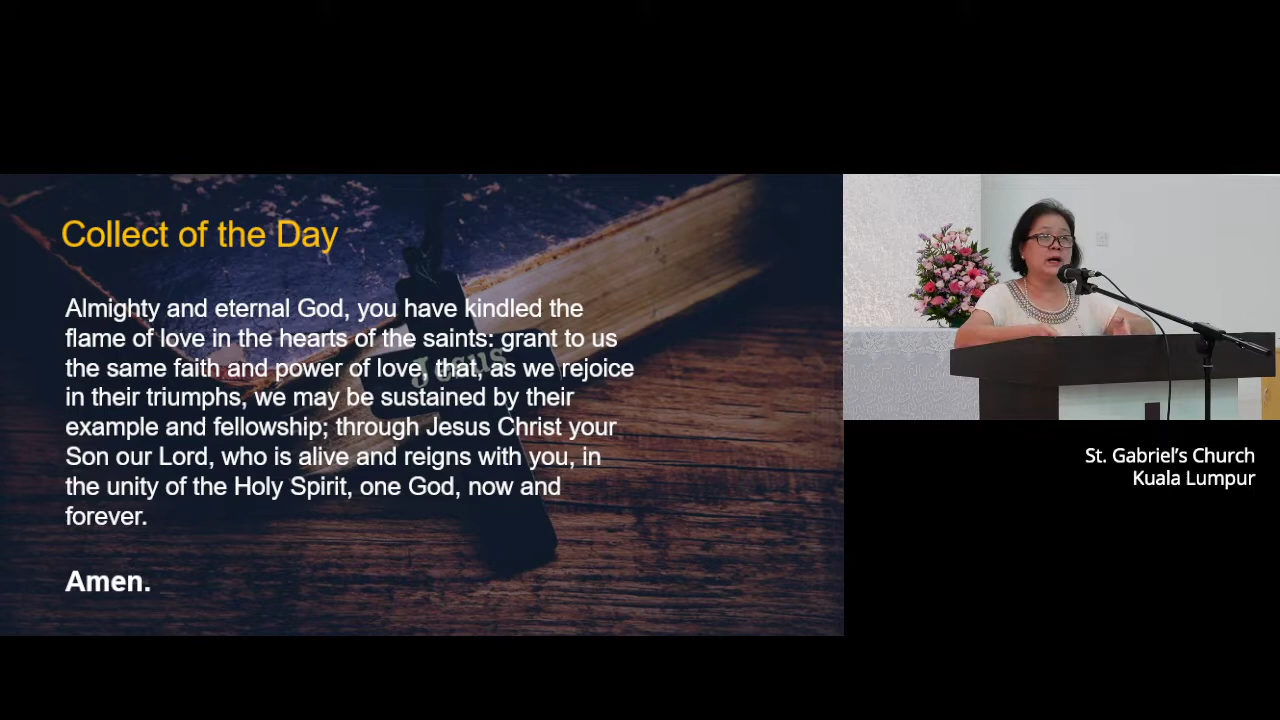 Collect of the Day
Almighty and eternal God, you have kindled the
flame of love in the hearts of the saints: grant to us
the same faith and power of love, that, as we rejoice
in their triumphs, we may be sustained by their
example and fellowship; through Jesus Christ your
Son our Lord, who is alive and reigns with you, in
the unity of the Holy Spirit, one God, now and
forever.
Amen.
Jesus
St. Gabriel's Church
Kuala Lumpur